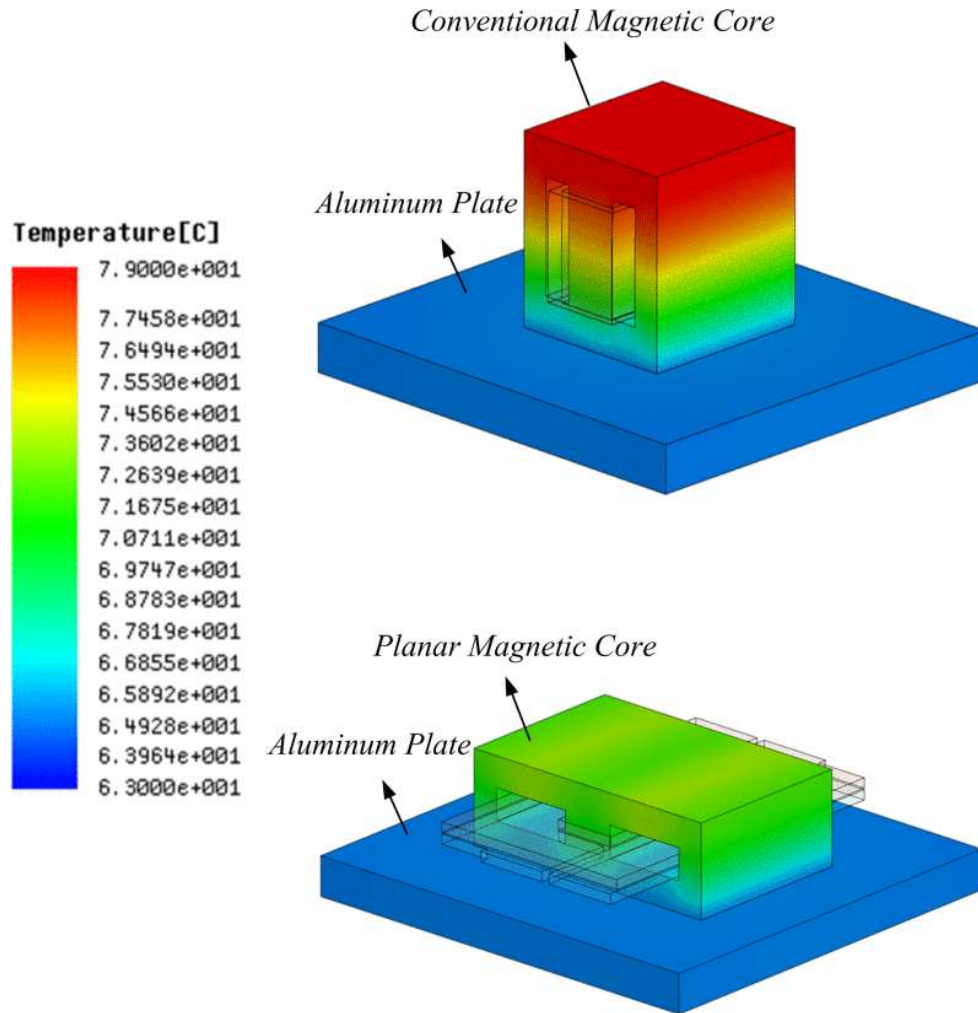 Conventional Magnetic Core
Aluminum Plate
Temperature[C]
7.9000e+001
7.7458e+001
7.6494e+001
7.5530e+001
7.4566e+001
7.3602e+001
7.2639e+001
7.1675e+001
7.0711e+001
6.9747e+001
6.8783e+001
6.7819e+001
6.6855e+001
6.5892e+001
6.4928e+001
6.3964e+001
6.3000e+001
Planar Magnetic Core
Aluminum Plate